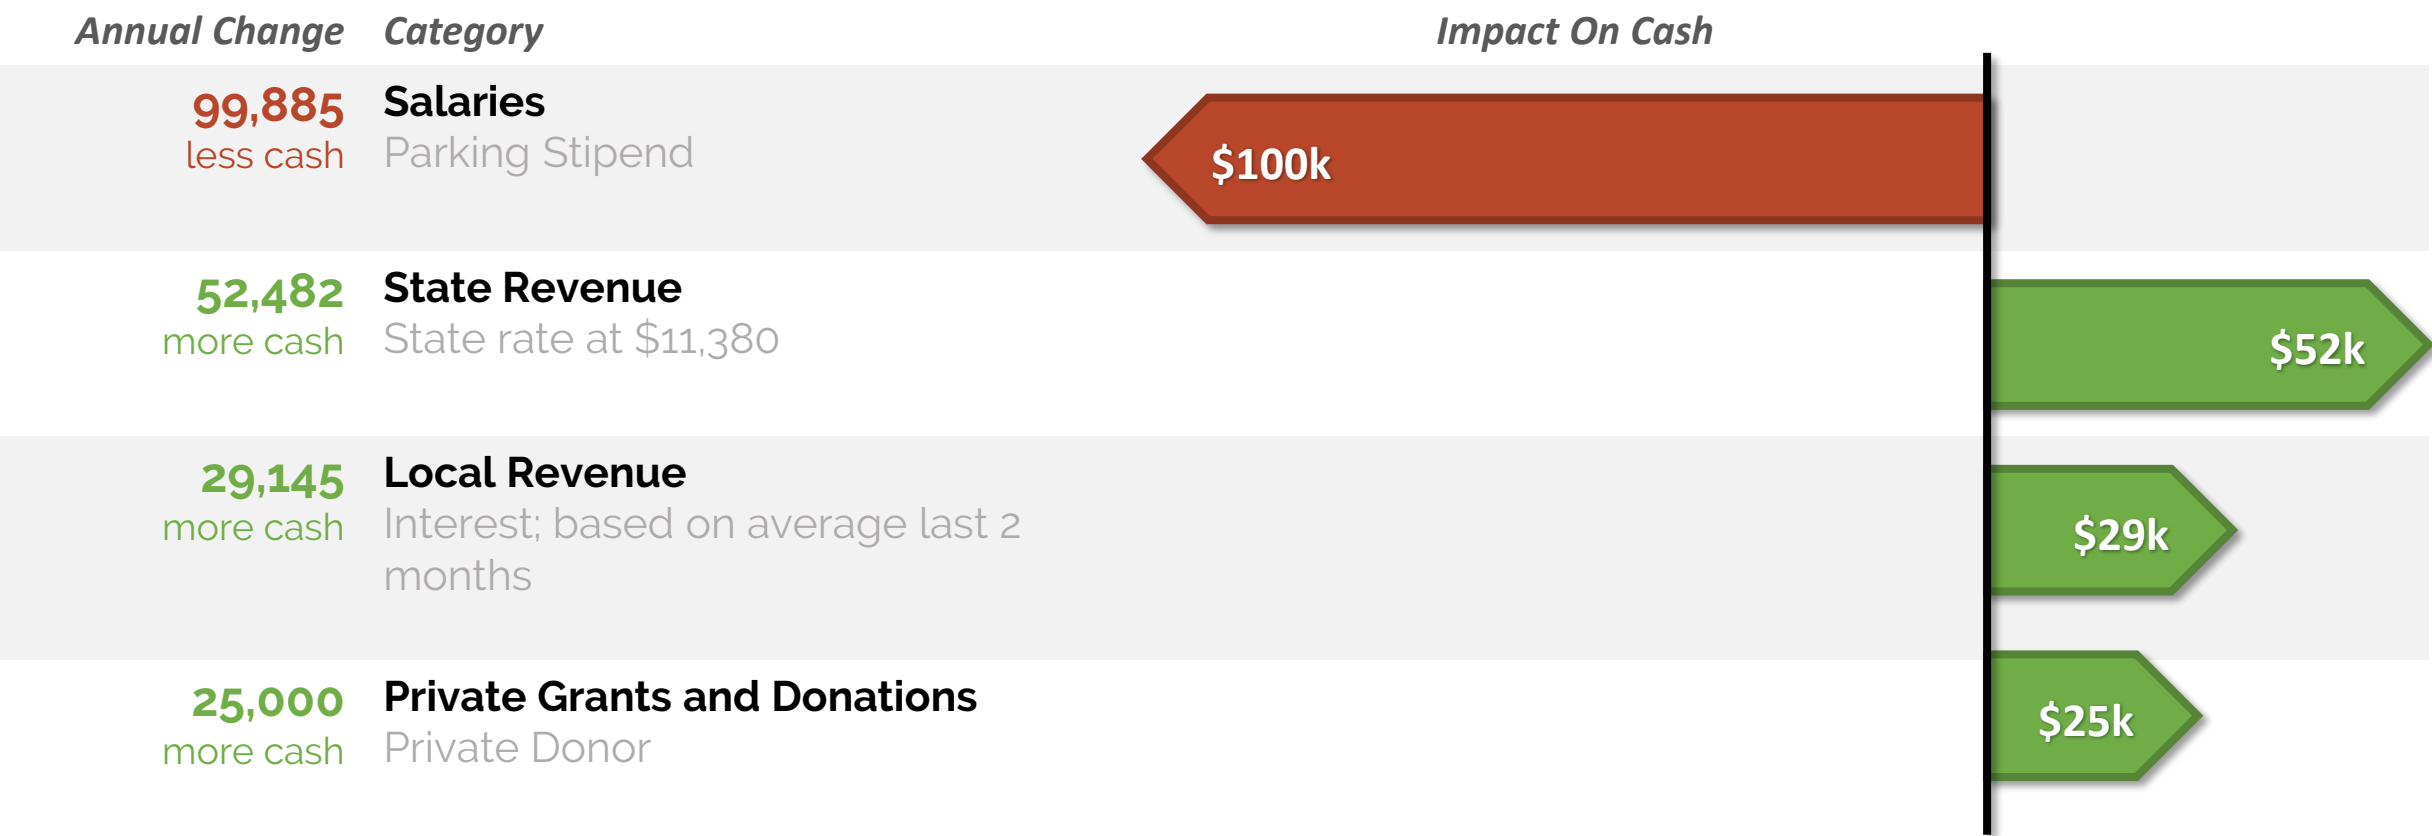 Annual Change Category Impact On Cash
99,885 Salaries
less cash Parking Stipend
$100k
52,482 State Revenue
more cash State rate at $11,380
$52k
29,145 Local Revenue
more cash Interest; based on average last 2
months
$29k
25,000 Private Grants and Donations
more cash Private Donor
$25k